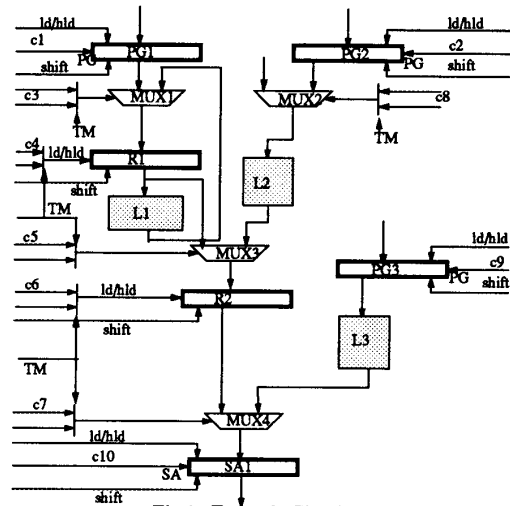 ld/hld
c1
PG
PG1
shift
c3
MUX1
TM
c4
ld/hld
R1
shift
L1
TM
c5
MUX3
c6
ld/hld
R2
shift
TM
c7
MUX4
ld/hld
c10
SA
SA1
shift
ld/hld
PG2
c2
PG
shift
MUX2
c8
TM
L2
ld/hld
c9
PG3
PG
shift
L3